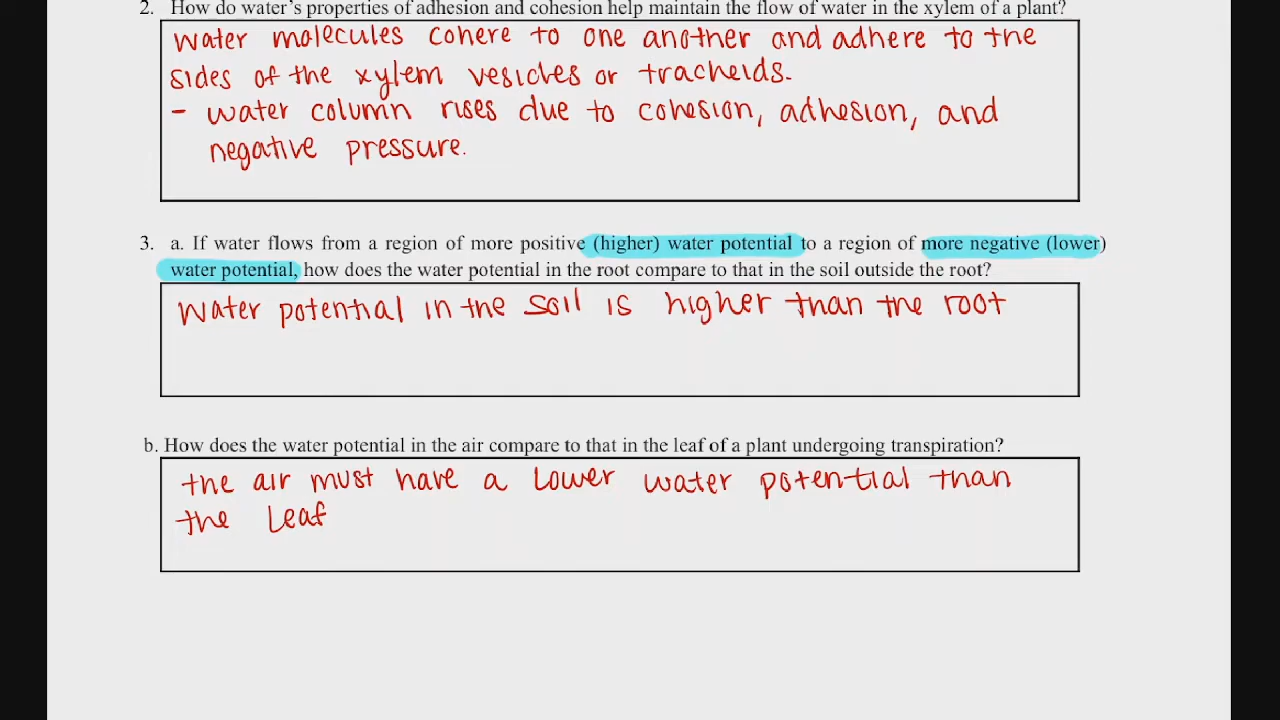 2. How do water's properties of adhesion and cohesion help maintain the flow of water in the xylem of a plant?
water molecules cohere to one another and adhere to the
sides of the xylem vesicles or tracheids.
- water column rises due to cohesion, adhesion, and
negative pressure.
3. a. If water flows from a region of more positive (higher) water potential to a region of more negative (lower)
water potential, how does the water potential in the root compare to that in the soil outside the root?
water potential in the soil is higher than the root
b. How does the water potential in the air compare to that in the leaf of a plant undergoing transpiration?
the air must have a lower water potential than
the leaf